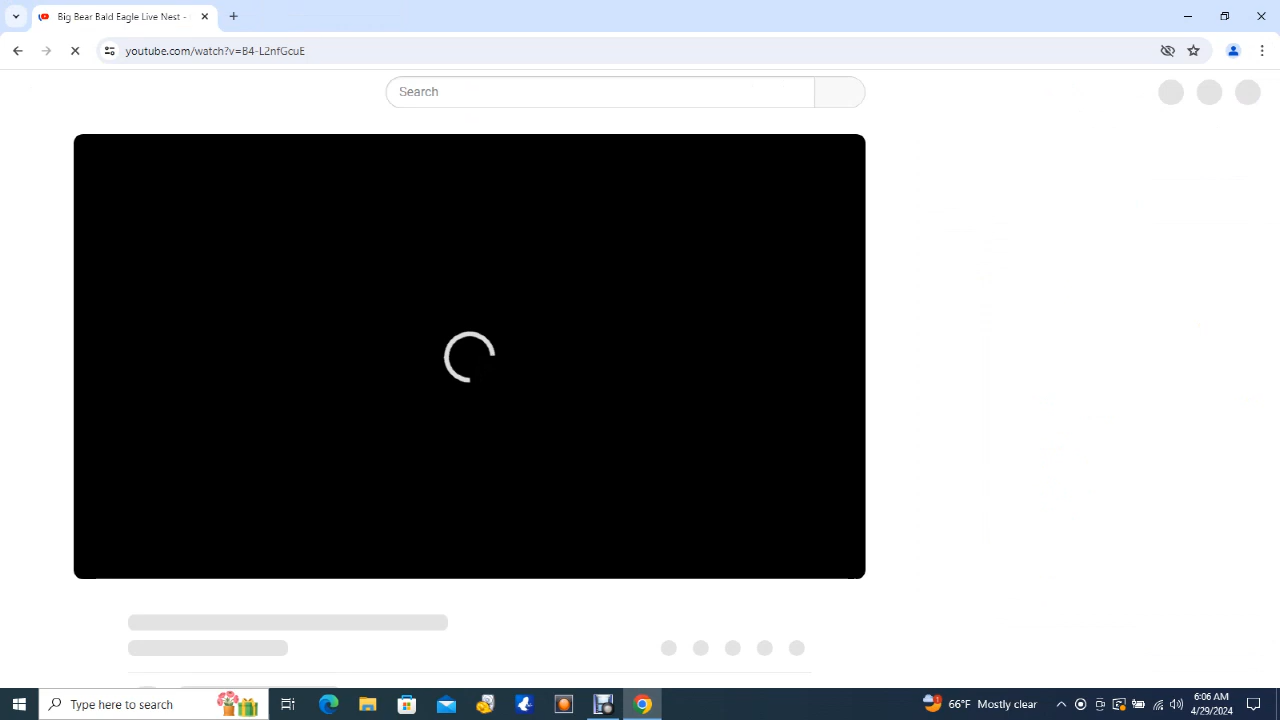 Big Bear Bald Eagle Live Nest -
youtube.com/watch?v=B4-L2nfGcuE
Search
Type here to search
66°F Mostly clear
6:06 AM
4/29/2024